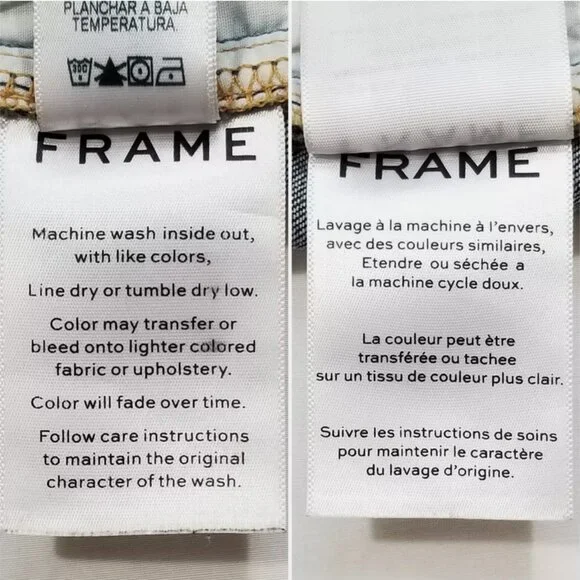 PLANCHAR A BAJA
TEMPERATURA.
30C
FRAME
Machine wash inside out,
with like colors,
Line dry or tumble dry low.
Color may transfer or
bleed onto lighter colored
fabric or upholstery.
Color will fade over time.
Follow care instructions
to maintain the original
character of the wash.
FRAME
Lavage à la machine à l'envers,
avec des couleurs similaires,
Etendre ou séchée a
la machine cycle doux.
La couleur peut ètre
transférée ou tachee
sur un tissu de couleur plus clair.
Suivre les instructions de soins
pour maintenir le caractère
du lavage d'origine.